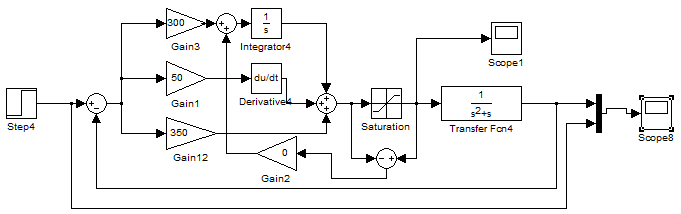 300
Gain3
1
s
Integrator4
Scope1
50
Gain1
du/dt
Derivative4
Step4
350
Gain12
Saturation
1
s²+s
Transfer Fcn4
Scope8
0
Gain2